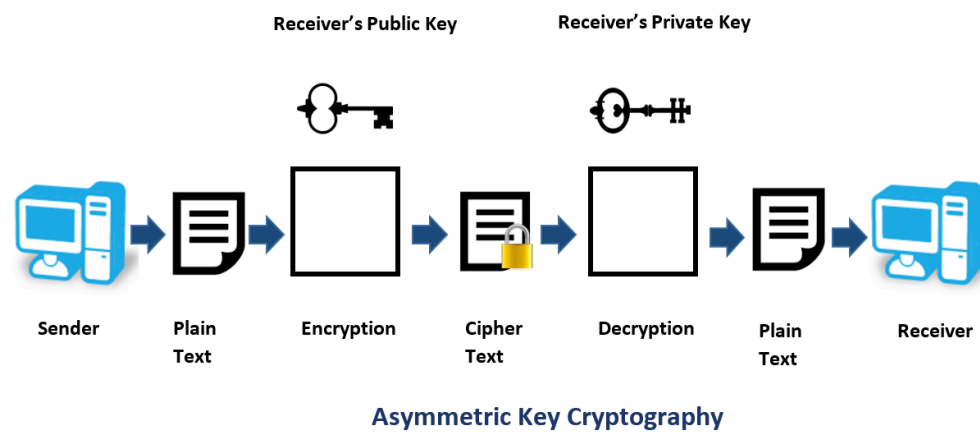 Receiver's Public Key
Receiver's Private Key
Sender
Plain
Text
Encryption
Cipher
Text
Decryption
Plain
Text
Receiver
Asymmetric Key Cryptography